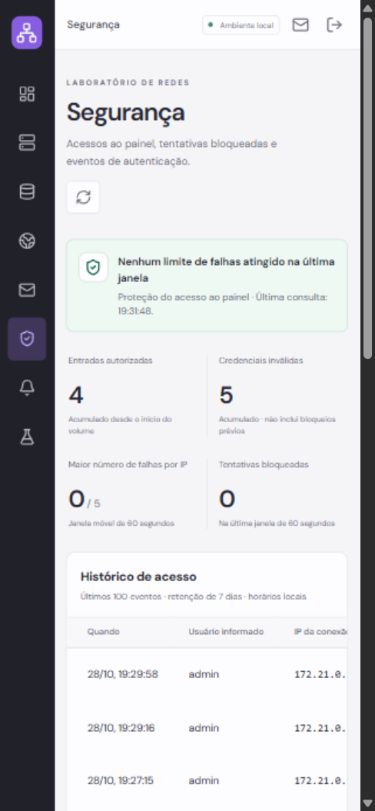 Segurança
Ambiente local
LABORATÓRIO DE REDES
Segurança
Acessos ao painel, tentativas bloqueadas e
eventos de autenticação.
Nenhum limite de falhas atingido na última
janela
Proteção do acesso ao painel · Última consulta:
19:31:48.
Entradas autorizadas
Credenciais inválidas
4
5
Acumulado desde o início do
volume
Acumulado · não inclui bloqueios
prévios
Maior número de falhas por IP
Tentativas bloqueadas
0 / 5
0
Janela móvel de 60 segundos
Na última janela de 60 segundos
Histórico de acesso
Últimos 100 eventos · retenção de 7 dias · horários locais
Quando Usuário informado IP da conexão
28/10, 19:29:58 admin 172.21.0.
28/10, 19:29:16 admin 172.21.0.
28/10, 19:27:15 admin 172.21.0.